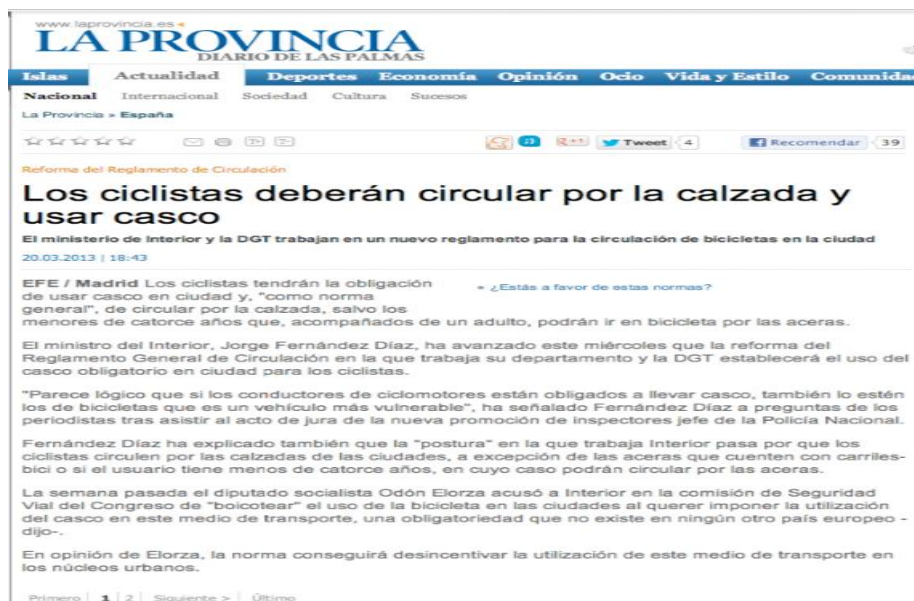 www.laprovincia.es
LA PROVINCIA
DIARIO DE LAS PALMAS
Islas Actualidad Deportes Economía Opinión Ocio Vida y Estilo Comunidad
Nacional Internacional Sociedad Cultura Sucesos
La Provincia » España
Tweet 4 Recomendar 39
Reforma del Reglamento de Circulación
Los ciclistas deberán circular por la calzada y
usar casco
El ministerio de Interior y la DGT trabajan en un nuevo reglamento para la circulación de bicicletas en la ciudad
20.03.2013 | 18:43
EFE / Madrid Los ciclistas tendrán la obligación
de usar casco en ciudad y, "como norma
general", de circular por la calzada, salvo los
menores de catorce años que, acompañados de un adulto, podrán ir en bicicleta por las aceras.
¿Estás a favor de estas normas?
El ministro del Interior, Jorge Fernández Díaz, ha avanzado este miércoles que la reforma del
Reglamento General de Circulación en la que trabaja su departamento y la DGT establecerá el uso del
casco obligatorio en ciudad para los ciclistas.
"Parece lógico que si los conductores de ciclomotores están obligados a llevar casco, también lo estén
los de bicicletas que es un vehículo más vulnerable", ha señalado Fernández Díaz a preguntas de los
periodistas tras asistir al acto de jura de la nueva promoción de inspectores jefe de la Policía Nacional.
Fernández Díaz ha explicado también que la "postura" en la que trabaja Interior pasa por que los
ciclistas circulen por las calzadas de las ciudades, a excepción de las aceras que cuenten con carriles-
bici o si el usuario tiene menos de catorce años, en cuyo caso podrán circular por las aceras.
La semana pasada el diputado socialista Odón Elorza acusó a Interior en la comisión de Seguridad
Vial del Congreso de "boicotear" el uso de la bicicleta en las ciudades al querer imponer la utilización
del casco en este medio de transporte, una obligatoriedad que no existe en ningún otro país europeo -
dijo-.
En opinión de Elorza, la norma conseguirá desincentivar la utilización de este medio de transporte en
los núcleos urbanos.
Primero 1 2 Siguiente > Último